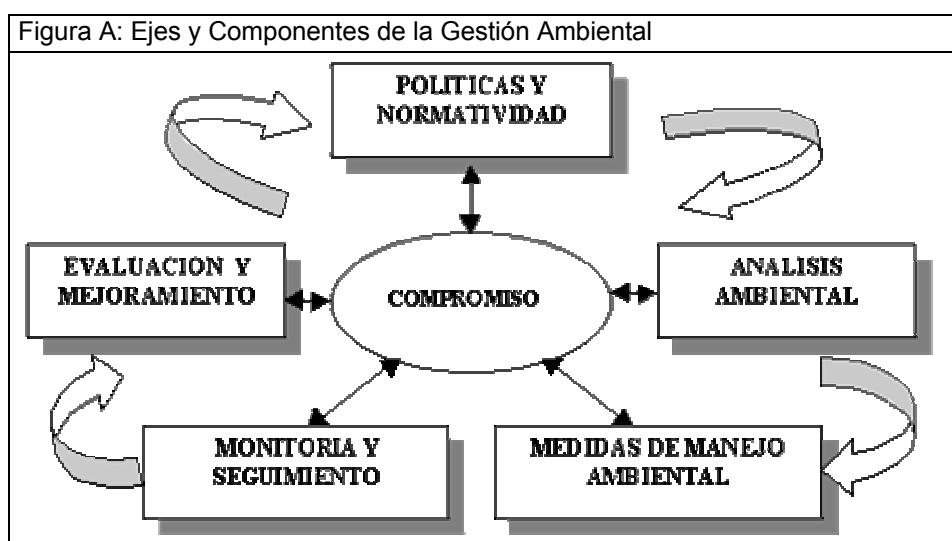 Figura A: Ejes y Componentes de la Gestión Ambiental
POLITICAS Y
NORMATIVIDAD
EVALUACION Y
MEJORAMIENTO
COMPROMISO
ANALISIS
AMBIENTAL
MONITORIA Y
SEGUIMIENTO
MEDIDAS DE MANEJO
AMBIENTAL